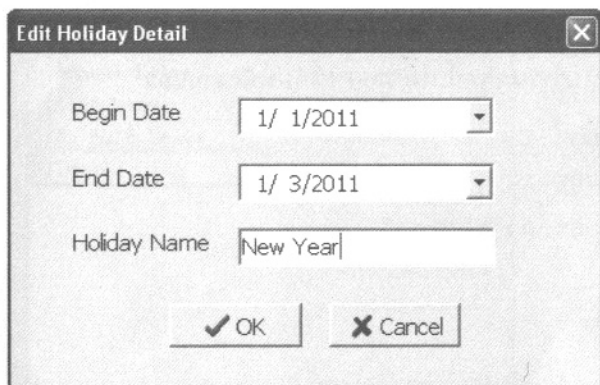 Edit Holiday Detail
Begin Date 1/ 1/2011
End Date 1/ 3/2011
Holiday Name New Year
OK Cancel